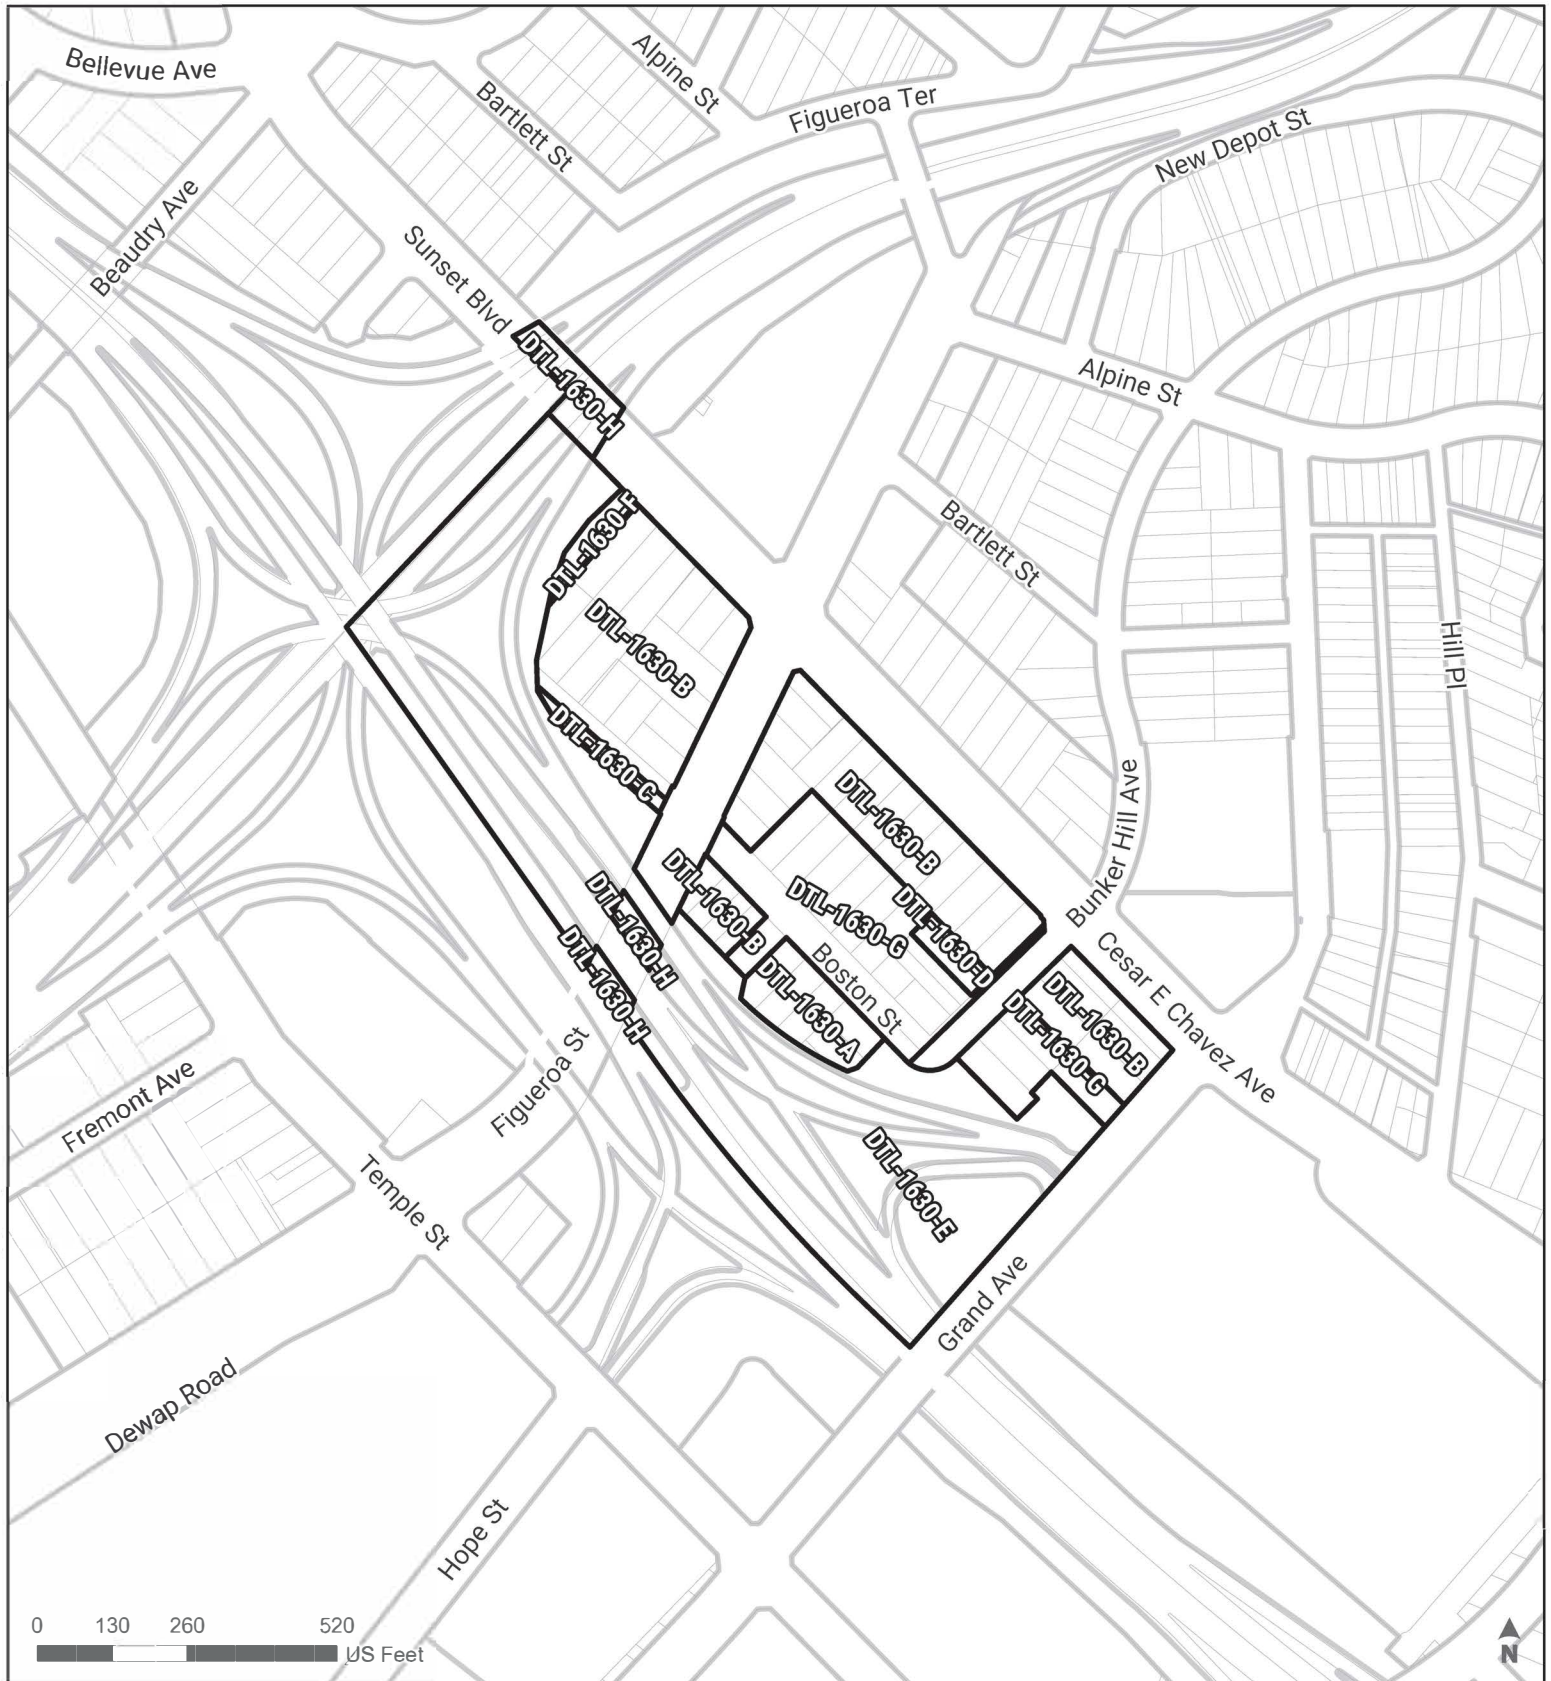 Bellevue Ave
Alpine St
Bartlett St
Figueroa Ter
New Depot St
Beaudry Ave
Sunset Blvd
DTL-1630-H
Alpine St
DTL-1630-F
Bartlett St
DTL-1630-B
Hill Pl
DTL-1630-C
DTL-1630-B
Bunker Hill Ave
DTL-1630-H
DTL-1630-B
DTL-1630-G
DTL-1630-D
DTL-1630-H
Boston St
DTL-1630-A
Cesar E Chavez Ave
DTL-1630-B
DTL-1630-G
Figueroa St
Fremont Ave
DTL-1630-E
Temple St
Grand Ave
Dewap Road
Hope St
0 130 260 520
US Feet
N